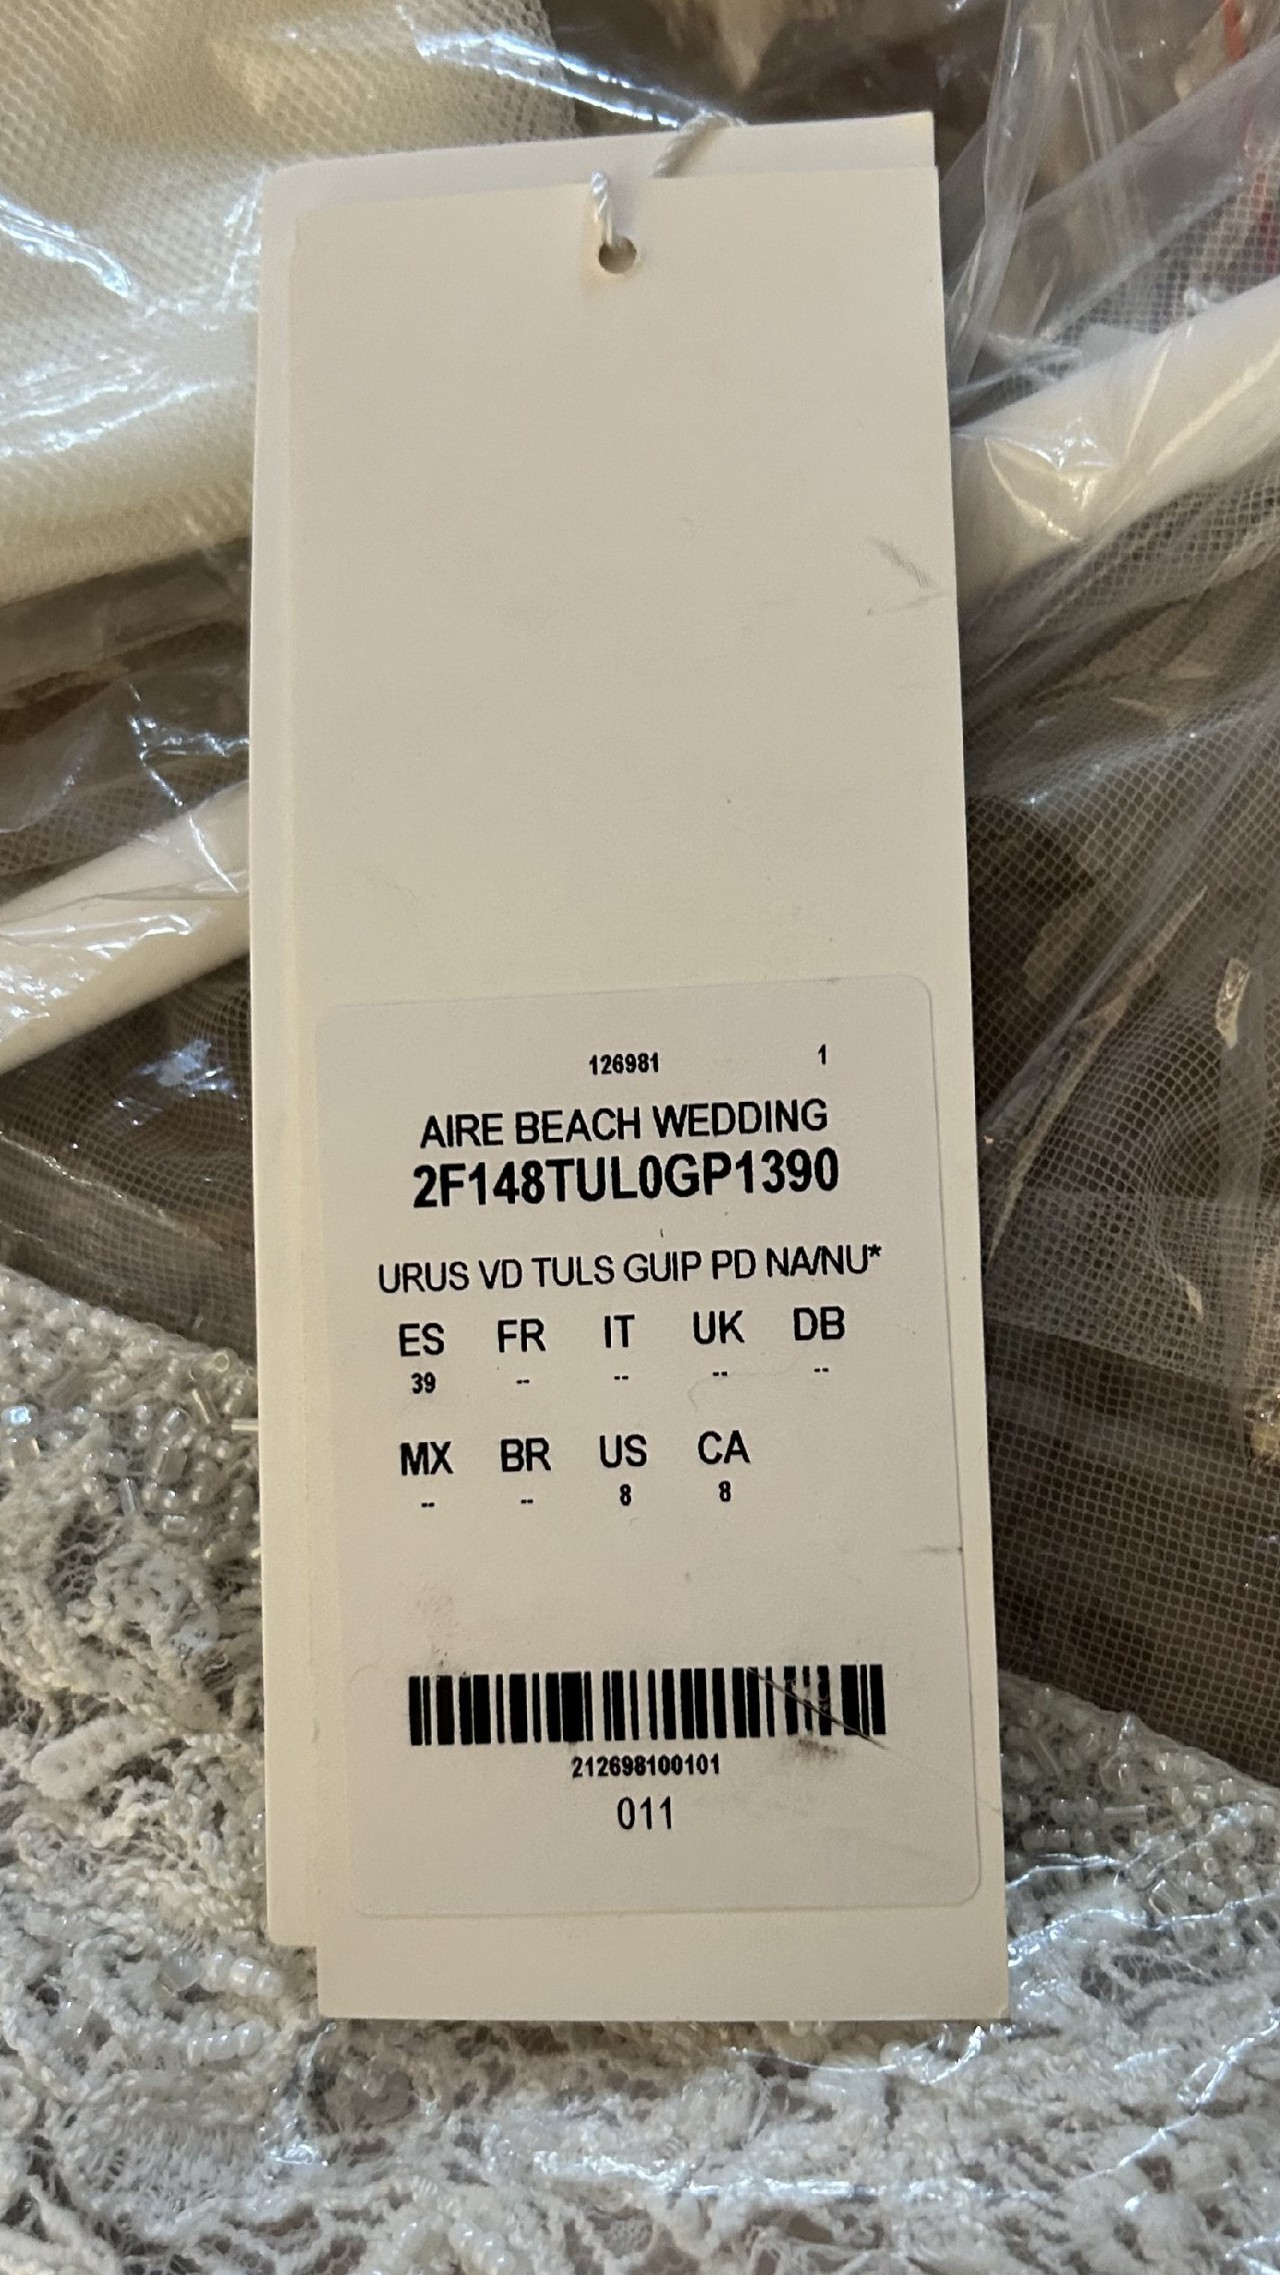 126981 1
AIRE BEACH WEDDING
2F148TUL0GP1390
URUS VD TULS GUIP PD NA/NU*
ES FR IT UK DB
39 -- -- -- --
MX BR US CA
-- -- 8 8
212698100101
011